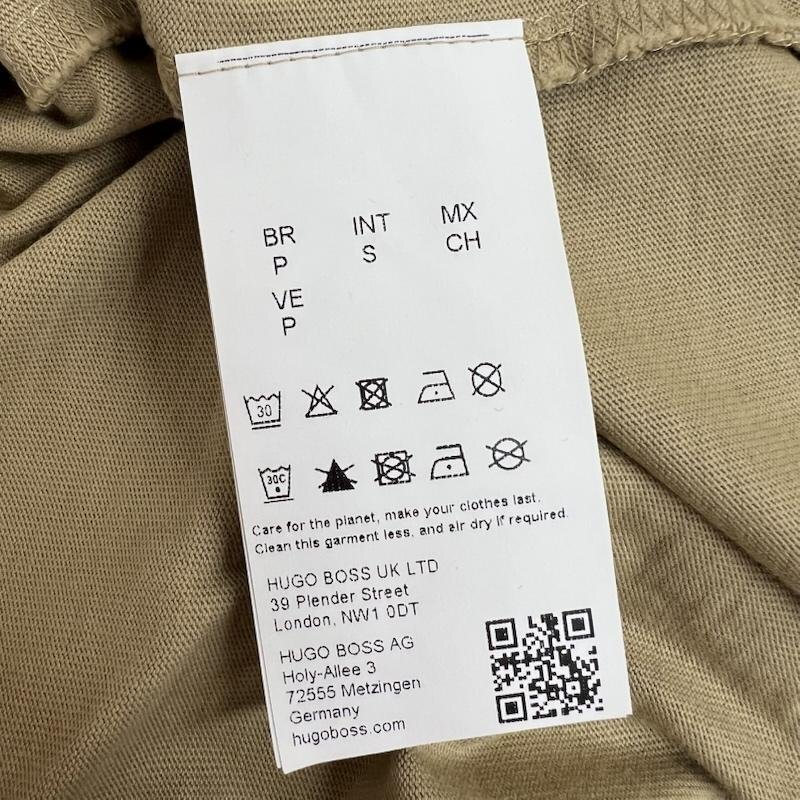 BR INT MX
P S CH
VE
P
30
30C
Care for the planet, make your clothes last.
Clean this garment less, and air dry if required.
HUGO BOSS UK LTD
39 Plender Street
London, NW1 0DT
HUGO BOSS AG
Holy-Allee 3
72555 Metzingen
Germany
hugoboss.com